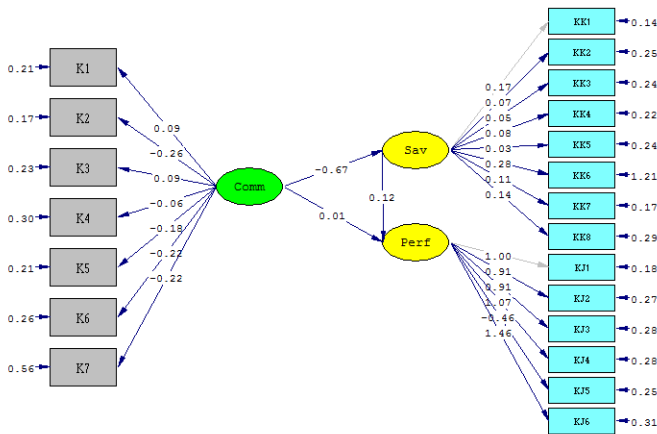 0.21 K1
0.17 K2
0.23 K3
0.30 K4
0.21 K5
0.26 K6
0.56 K7
0.09
-0.26
0.09
-0.06
-0.18
-0.22
-0.22
Comm
-0.67
0.01
Sav
0.12
Perf
0.17
0.07
0.05
0.08
0.03
0.28
0.11
0.14
1.00
0.91
0.91
1.07
-0.46
1.46
KK1 0.14
KK2 0.25
KK3 0.24
KK4 0.22
KK5 0.24
KK6 1.21
KK7 0.17
KK8 0.29
KJ1 0.18
KJ2 0.27
KJ3 0.28
KJ4 0.28
KJ5 0.25
KJ6 0.31